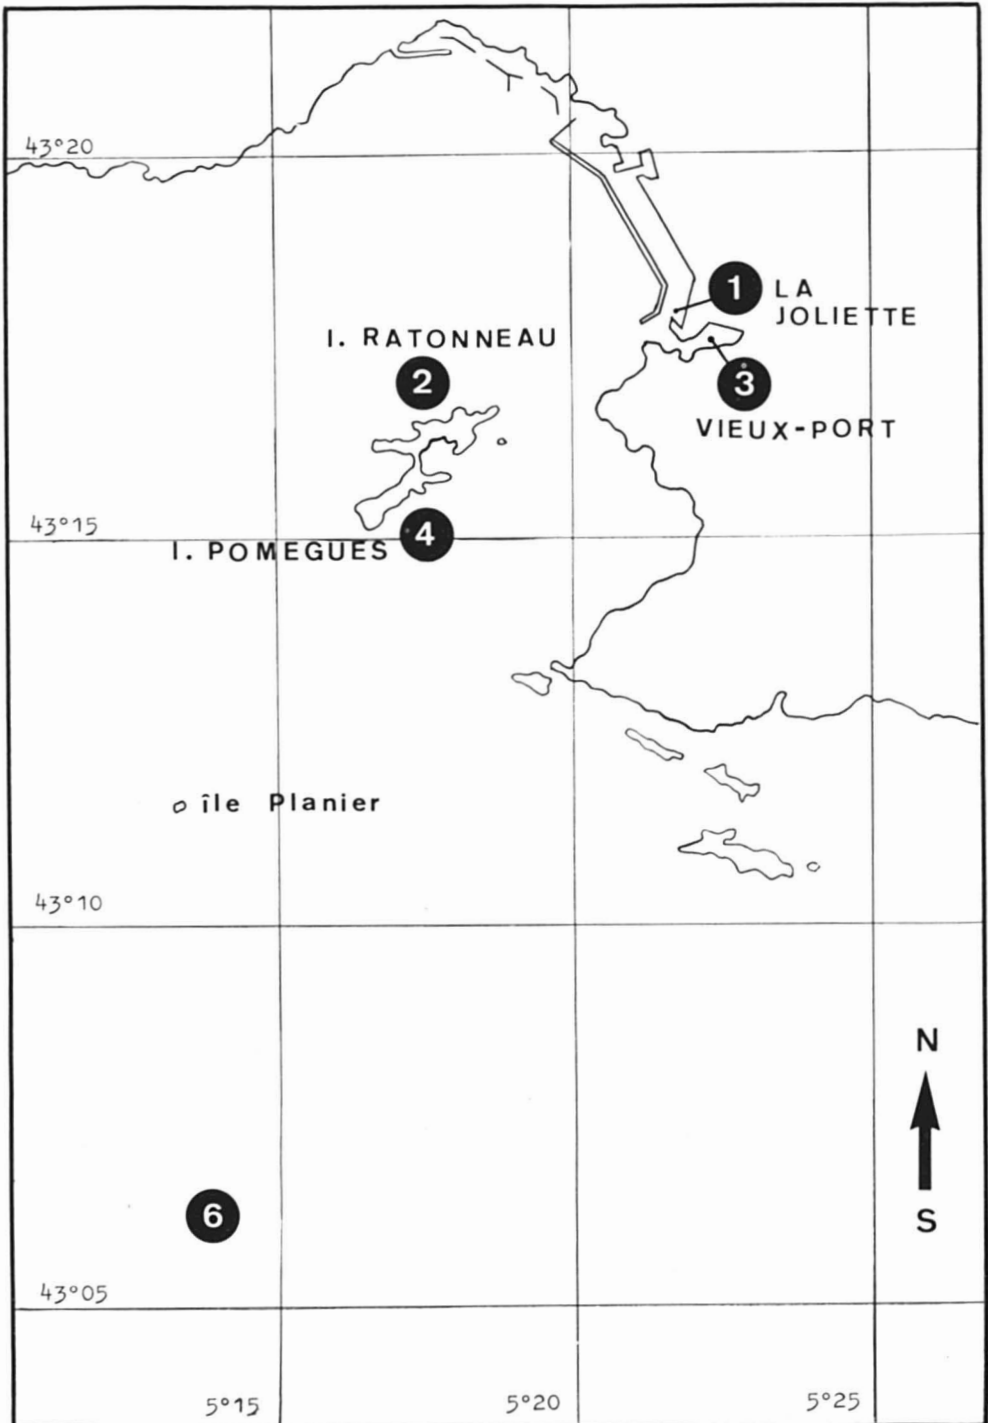 43°20
1 LA
JOLIETTE
I. RATONNEAU
2
3
VIEUX-PORT
43°15
4
I. POMEGUES
île Planier
43°10
N
6
S
43°05
5°15
5°20
5°25